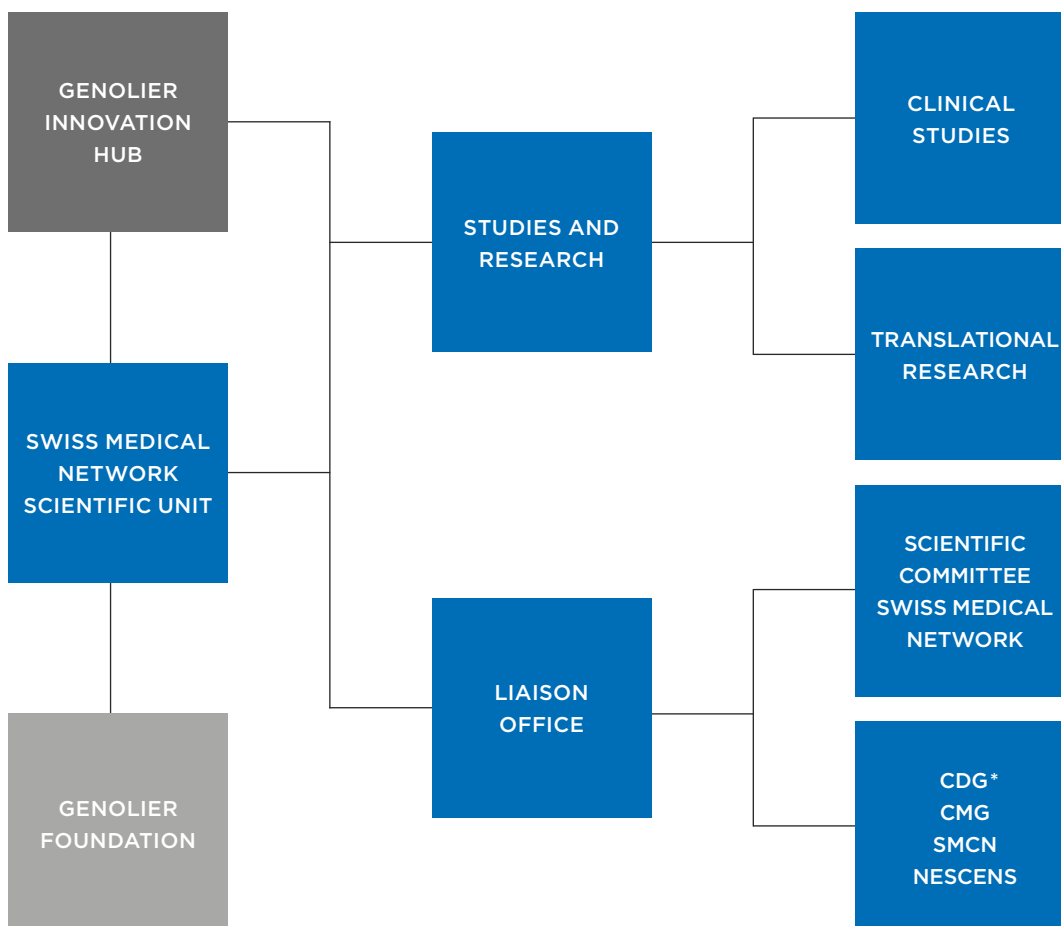 GENOLIER
INNOVATION
HUB
SWISS MEDICAL
NETWORK
SCIENTIFIC UNIT
GENOLIER
FOUNDATION
STUDIES AND
RESEARCH
LIAISON
OFFICE
CLINICAL
STUDIES
TRANSLATIONAL
RESEARCH
SCIENTIFIC
COMMITTEE
SWISS MEDICAL
NETWORK
CDG*
CMG
SMCN
NESCENS